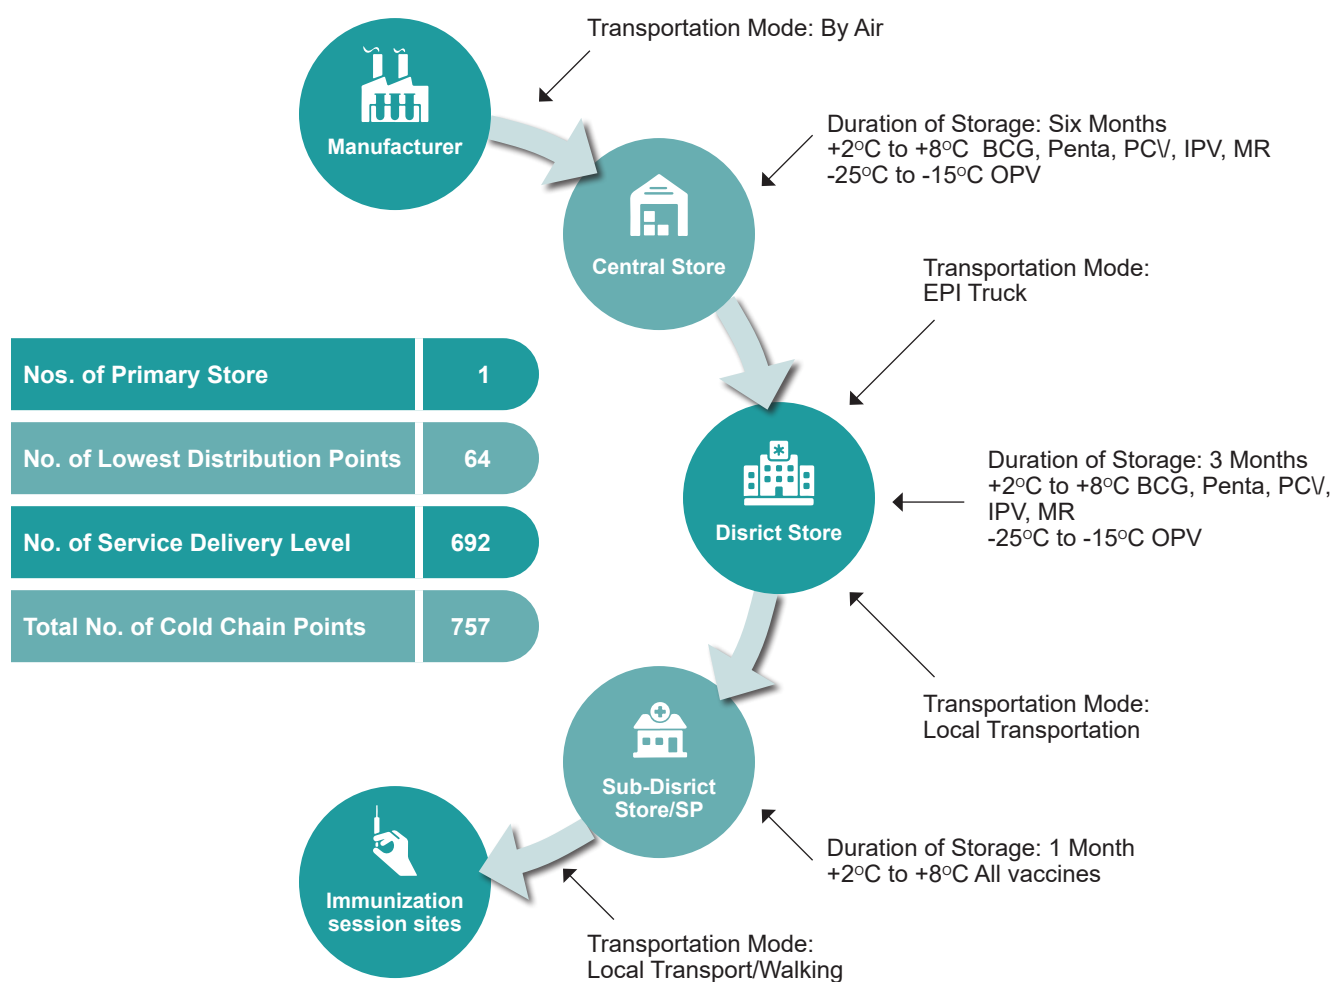 Transportation Mode: By Air
Manufacturer
Duration of Storage: Six Months
+2°C to +8°C BCG, Penta, PCV, IPV, MR
-25°C to -15°C OPV
Central Store
Transportation Mode:
EPI Truck
Nos. of Primary Store 1
No. of Lowest Distribution Points 64
No. of Service Delivery Level 692
Total No. of Cold Chain Points 757
Disrict Store
Duration of Storage: 3 Months
+2°C to +8°C BCG, Penta, PCV,
IPV, MR
-25°C to -15°C OPV
Transportation Mode:
Local Transportation
Sub-Disrict
Store/SP
Duration of Storage: 1 Month
+2°C to +8°C All vaccines
Immunization
session sites
Transportation Mode:
Local Transport/Walking